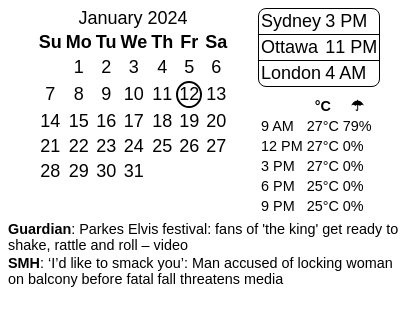 January 2024
Su Mo Tu We Th Fr Sa
1 2 3 4 5 6
7 8 9 10 11 12 13
14 15 16 17 18 19 20
21 22 23 24 25 26 27
28 29 30 31
Sydney 3 PM
Ottawa 11 PM
London 4 AM
°C ☂
9 AM 27°C 79%
12 PM 27°C 0%
3 PM 27°C 0%
6 PM 25°C 0%
9 PM 25°C 0%
Guardian: Parkes Elvis festival: fans of 'the king' get ready to
shake, rattle and roll – video
SMH: ‘I’d like to smack you’: Man accused of locking woman
on balcony before fatal fall threatens media